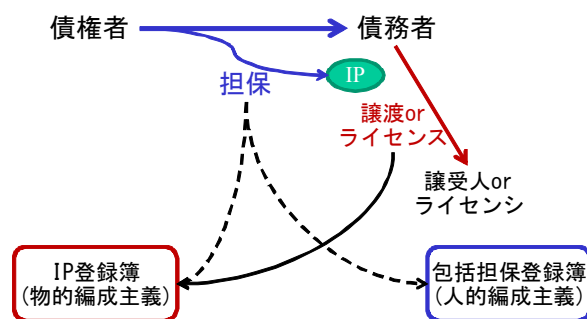 債権者
債務者
IP
担保
譲渡or
ライセンス
譲受人or
ライセンシ
IP登録簿
(物的編成主義)
包括担保登録簿
(人的編成主義)